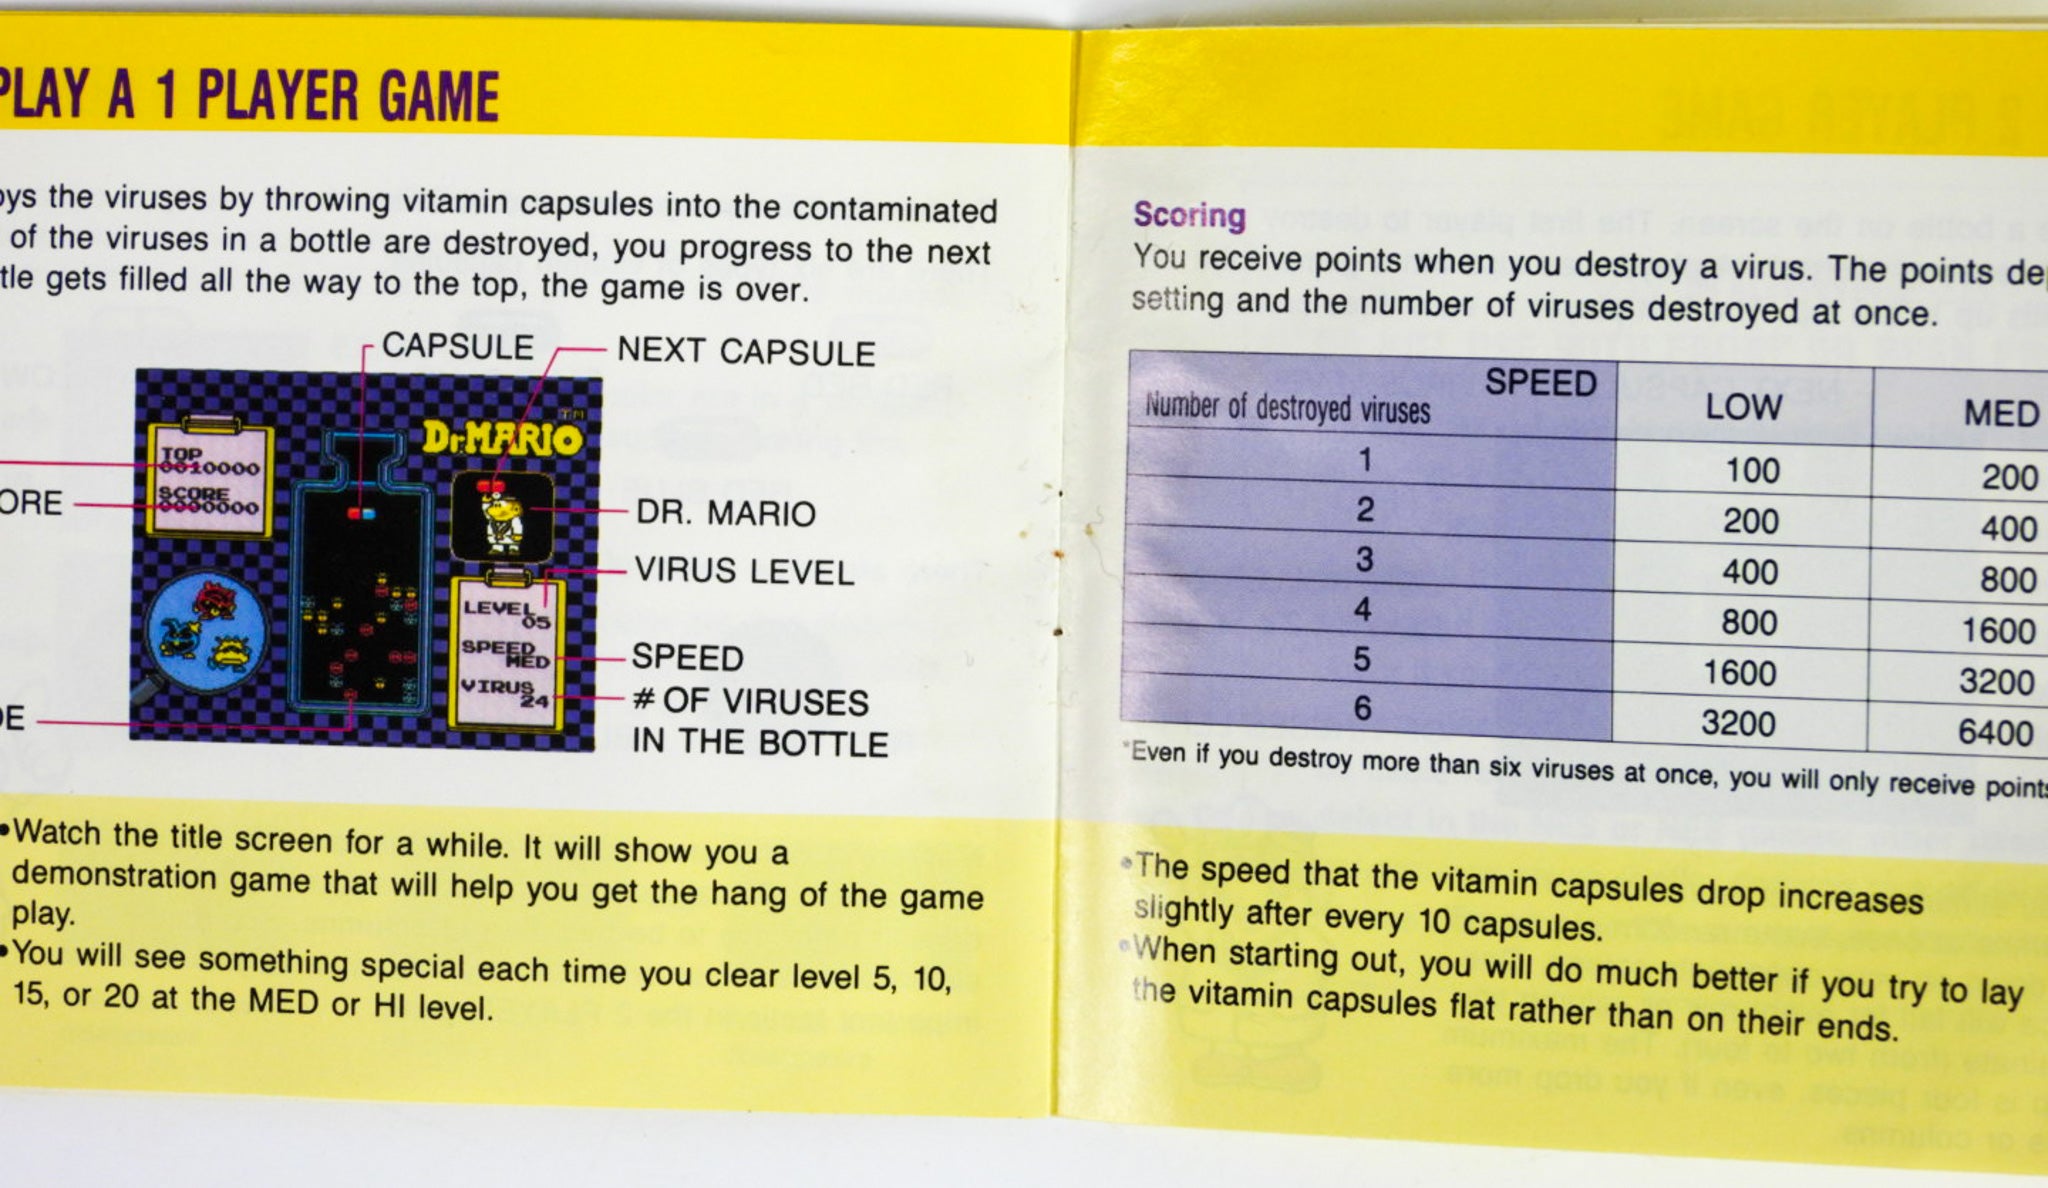 PLAY A 1 PLAYER GAME
the viruses by throwing vitamin capsules into the contaminated
of the viruses in a bottle are destroyed, you progress to the next
gets filled all the way to the top, the game is over.
CAPSULE
NEXT CAPSULE
TM
Dr. MARIO
TOP
0010000
SCORE
0000000
ORE
DR. MARIO
VIRUS LEVEL
LEVEL
05
SPEED
MED
SPEED
VIRUS
24
# OF VIRUSES
IN THE BOTTLE
DE
•Watch the title screen for a while. It will show you a
demonstration game that will help you get the hang of the game
play.
•You will see something special each time you clear level 5, 10,
15, or 20 at the MED or HI level.
Scoring
You receive points when you destroy a virus. The points
setting and the number of viruses destroyed at once.
Number of destroyed viruses SPEED LOW MED
1 100 200
2 200 400
3 400 800
4 800 1600
5 1600 3200
6 3200 6400
*Even if you destroy more than six viruses at once, you will only receive points
•The speed that the vitamin capsules drop increases
slightly after every 10 capsules.
•When starting out, you will do much better if you try to lay
the vitamin capsules flat rather than on their ends.